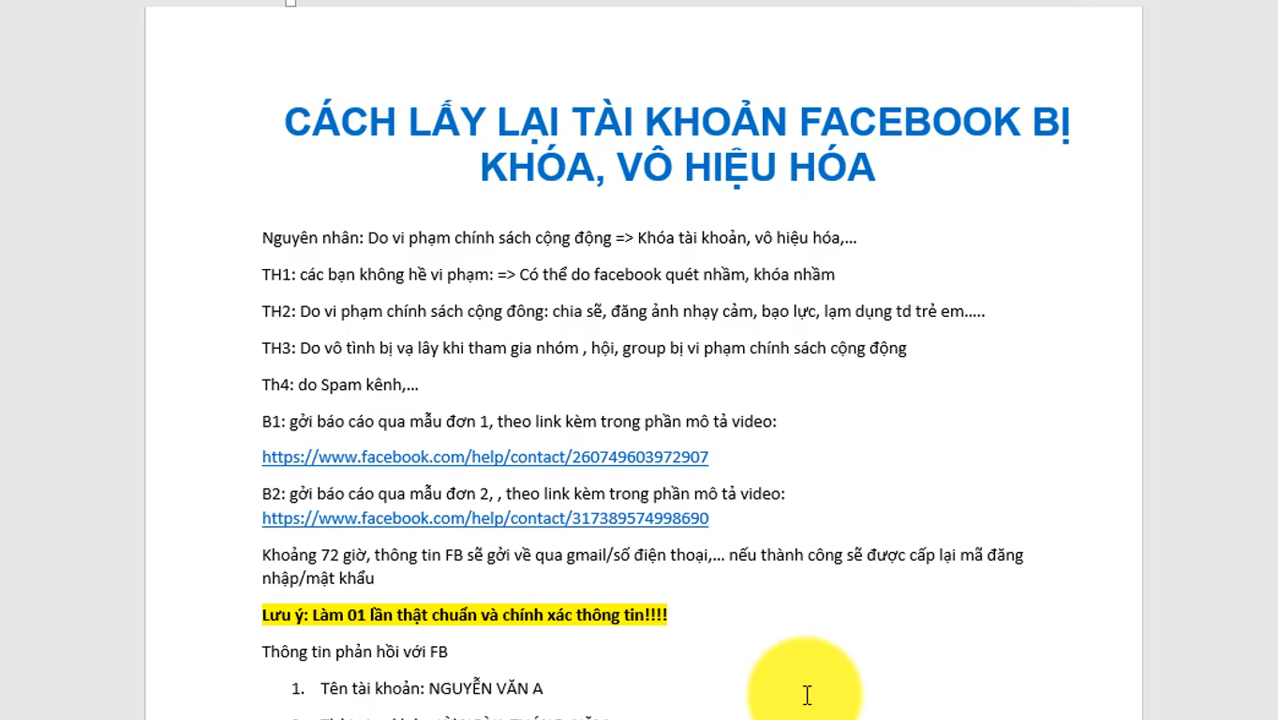 CÁCH LẤY LẠI TÀI KHOẢN FACEBOOK BỊ
KHÓA, VÔ HIỆU HÓA
Nguyên nhân: Do vi phạm chính sách cộng động => Khóa tài khoản, vô hiệu hóa,...
TH1: các bạn không hề vi phạm: => Có thể do facebook quét nhầm, khóa nhầm
TH2: Do vi phạm chính sách cộng đông: chia sẽ, đăng ảnh nhạy cảm, bạo lực, lạm dụng td trẻ em.....
TH3: Do vô tình bị vạ lây khi tham gia nhóm , hội, group bị vi phạm chính sách cộng động
Th4: do Spam kênh,...
B1: gởi báo cáo qua mẫu đơn 1, theo link kèm trong phần mô tả video:
https://www.facebook.com/help/contact/260749603972907
B2: gởi báo cáo qua mẫu đơn 2, , theo link kèm trong phần mô tả video:
https://www.facebook.com/help/contact/317389574998690
Khoảng 72 giờ, thông tin FB sẽ gởi về qua gmail/số điện thoại,... nếu thành công sẽ được cấp lại mã đăng
nhập/mật khẩu
Lưu ý: Làm 01 lần thật chuẩn và chính xác thông tin!!!!
Thông tin phản hồi với FB
1. Tên tài khoản: NGUYỄN VĂN A